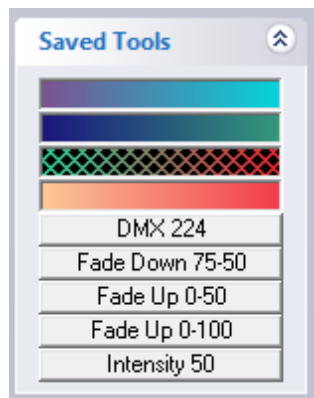 Saved Tools
DMX 224
Fade Down 75-50
Fade Up 0-50
Fade Up 0-100
Intensity 50